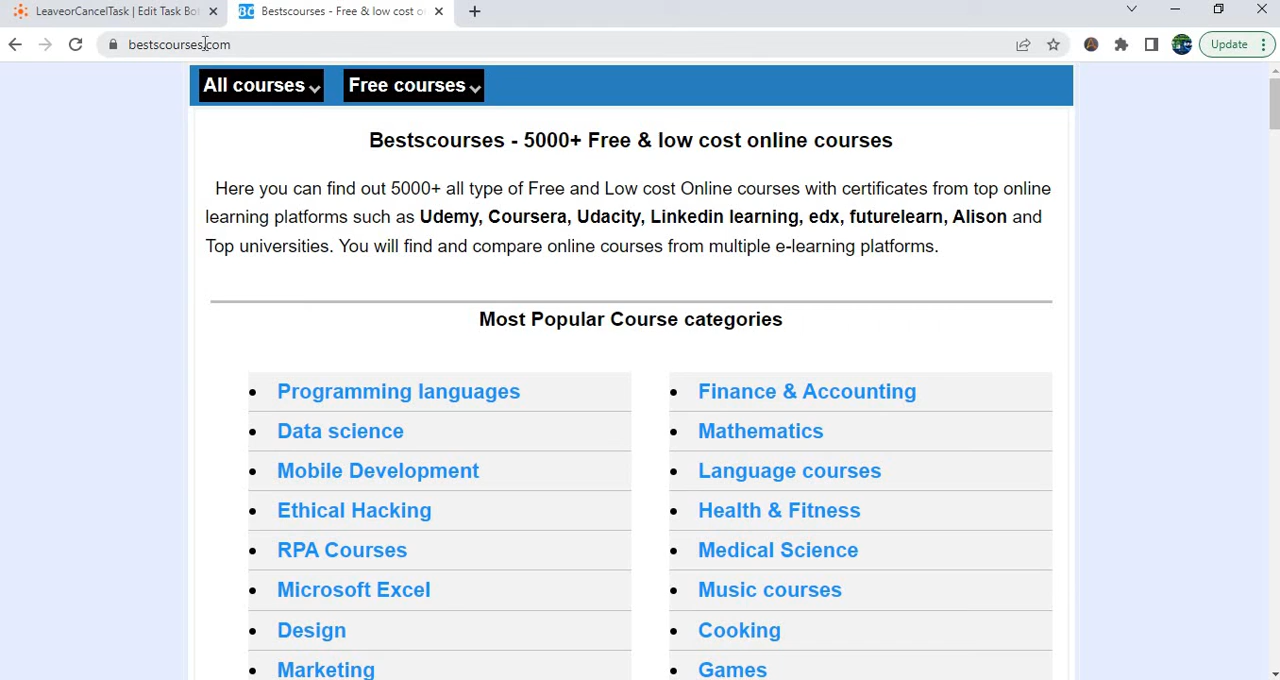 LeaveorCancelTask | Edit Task Bo
Bestscourses - Free & low cost o
bestscourses.com
Update
All courses
Free courses
Bestscourses - 5000+ Free & low cost online courses
Here you can find out 5000+ all type of Free and Low cost Online courses with certificates from top online
learning platforms such as Udemy, Coursera, Udacity, Linkedin learning, edx, futurelearn, Alison and
Top universities. You will find and compare online courses from multiple e-learning platforms.
Most Popular Course categories
Programming languages
Data science
Mobile Development
Ethical Hacking
RPA Courses
Microsoft Excel
Design
Marketing
Finance & Accounting
Mathematics
Language courses
Health & Fitness
Medical Science
Music courses
Cooking
Games